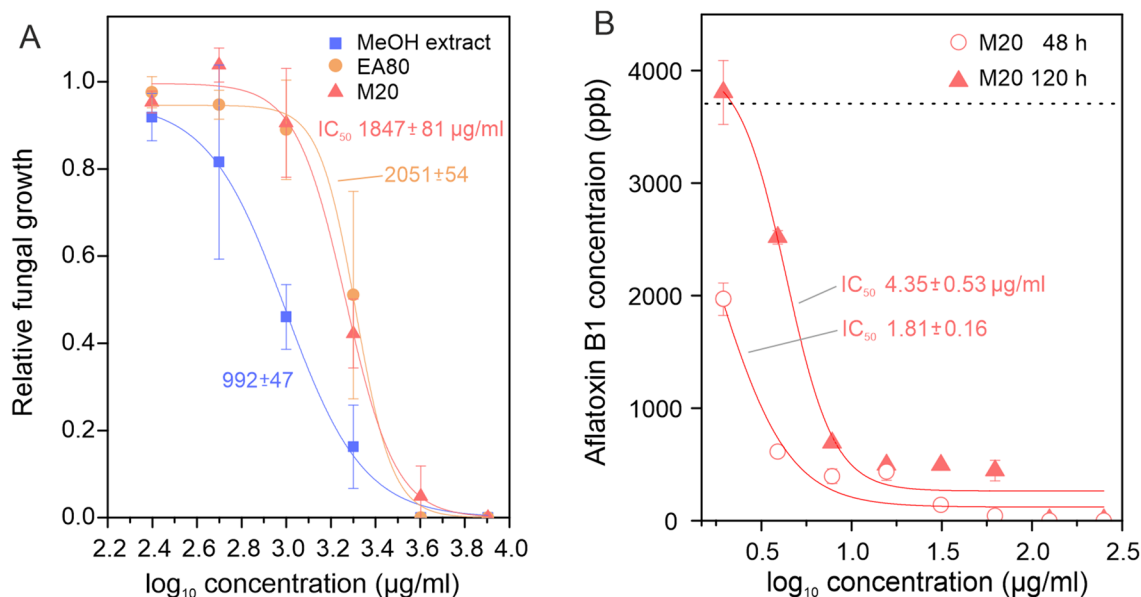 A
MeOH extract
EA80
M20
IC50 1847±81 µg/ml
2051±54
992±47
Relative fungal growth
1.0
0.8
0.6
0.4
0.2
0.0
2.2 2.4 2.6 2.8 3.0 3.2 3.4 3.6 3.8 4.0
log10 concentration (µg/ml)
B
M20 48 h
M20 120 h
IC50 4.35±0.53 µg/ml
IC50 1.81±0.16
Aflatoxin B1 concentraion (ppb)
4000
3000
2000
1000
0
0.5 1.0 1.5 2.0 2.5
log10 concentration (µg/ml)